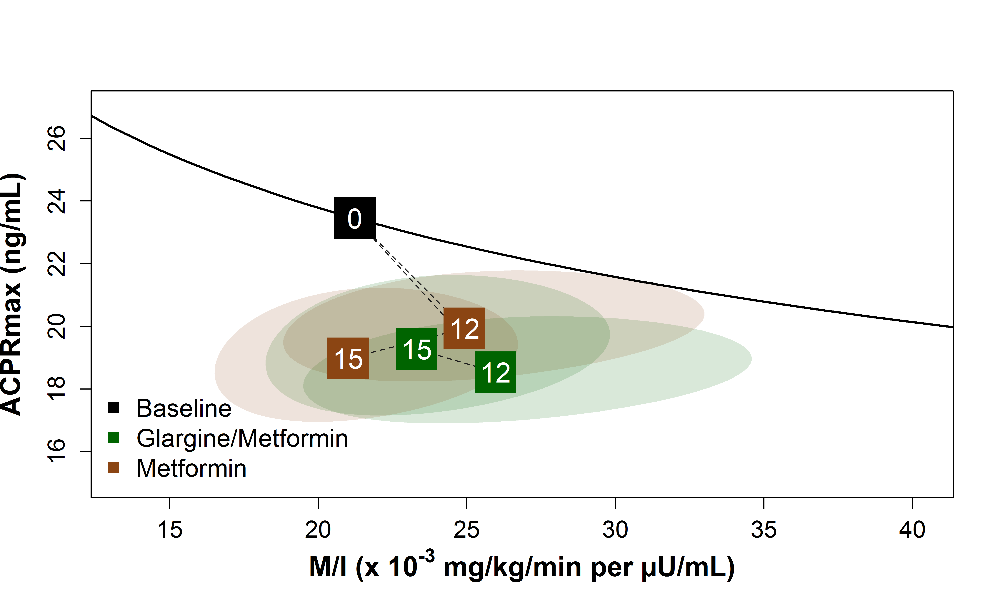 ACPRmax (ng/mL)
26
24
22
20
18
16
0
12
15
15
12
Baseline
Glargine/Metformin
Metformin
15 20 25 30 35 40
M/I (x 10⁻³ mg/kg/min per µU/mL)